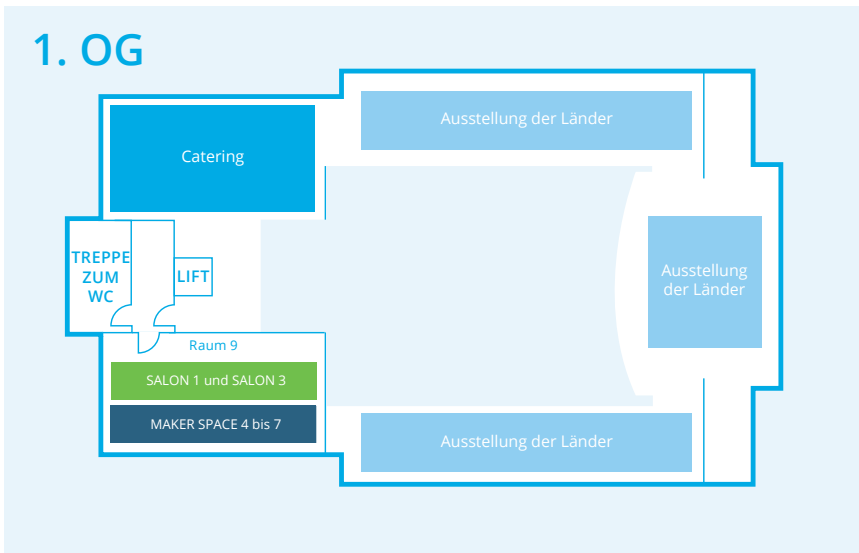 1. OG
Ausstellung der Länder
Catering
TREPPE
ZUM
WC
LIFT
Ausstellung
der Länder
Raum 9
SALON 1 und SALON 3
MAKER SPACE 4 bis 7
Ausstellung der Länder